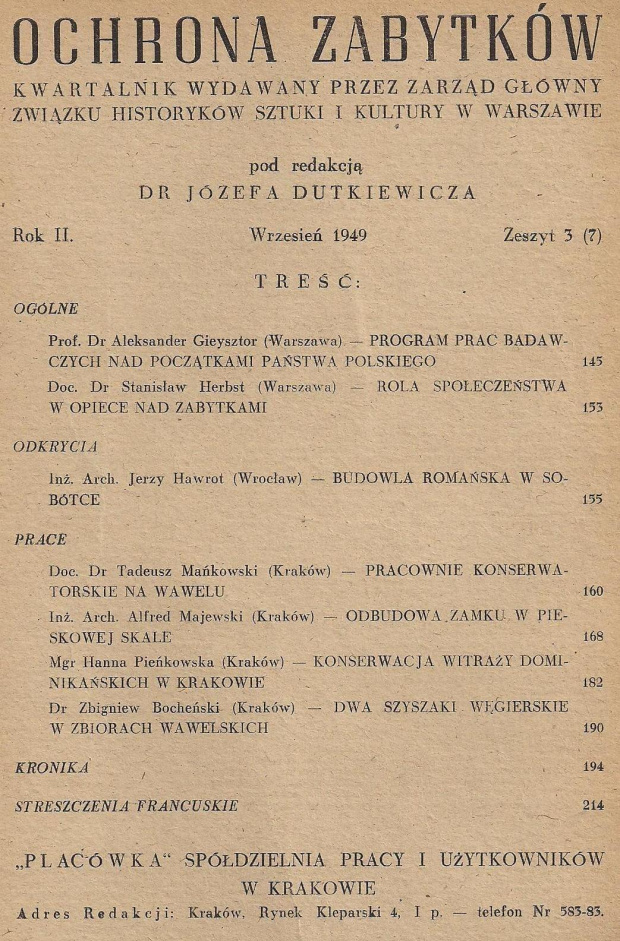 OCHRONA ZABYTKÓW
KWARTALNIK WYDAWANY PRZEZ ZARZĄD GŁÓWNY
ZWIĄZKU HISTORYKÓW SZTUKI I KULTURY W WARSZAWIE
pod redakcją
DR JÓZEFA DUTKIEWICZA
Rok II. Wrzesień 1949 Zeszyt 3 (7)
TREŚĆ:
OGÓLNE
Prof. Dr Aleksander Gieysztor (Warszawa) — PROGRAM PRAC BADAW-
CZYCH NAD POCZĄTKAMI PAŃSTWA POLSKIEGO 145
Doc. Dr Stanisław Herbst (Warszawa) — ROLA SPOŁECZEŃSTWA
W OPIECE NAD ZABYTKAMI 153
ODKRYCIA
Inż. Arch. Jerzy Hawrot (Wrocław) — BUDOWLA ROMAŃSKA W SO-
BÓTCE 155
PRACE
Doc. Dr Tadeusz Mańkowski (Kraków) — PRACOWNIE KONSERWA-
TORSKIE NA WAWELU 160
Inż. Arch. Alfred Majewski (Kraków) — ODBUDOWA ZAMKU W PIE-
SKOWEJ SKALE 168
Mgr Hanna Pieńkowska (Kraków) — KONSERWACJA WITRAŻY DOMI-
NIKAŃSKICH W KRAKOWIE 182
Dr Zbigniew Bocheński (Kraków) — DWA SZYSZAKI WĘGIERSKIE
W ZBIORACH WAWELSKICH 190
KRONIKA 194
STRESZCZENIA FRANCUSKIE 214
„PLACÓWKA“ SPÓŁDZIELNIA PRACY I UŻYTKOWNIKÓW
W KRAKOWIE
Adres Redakcji: Kraków, Rynek Kleparski 4, I p. — telefon Nr 583-83.